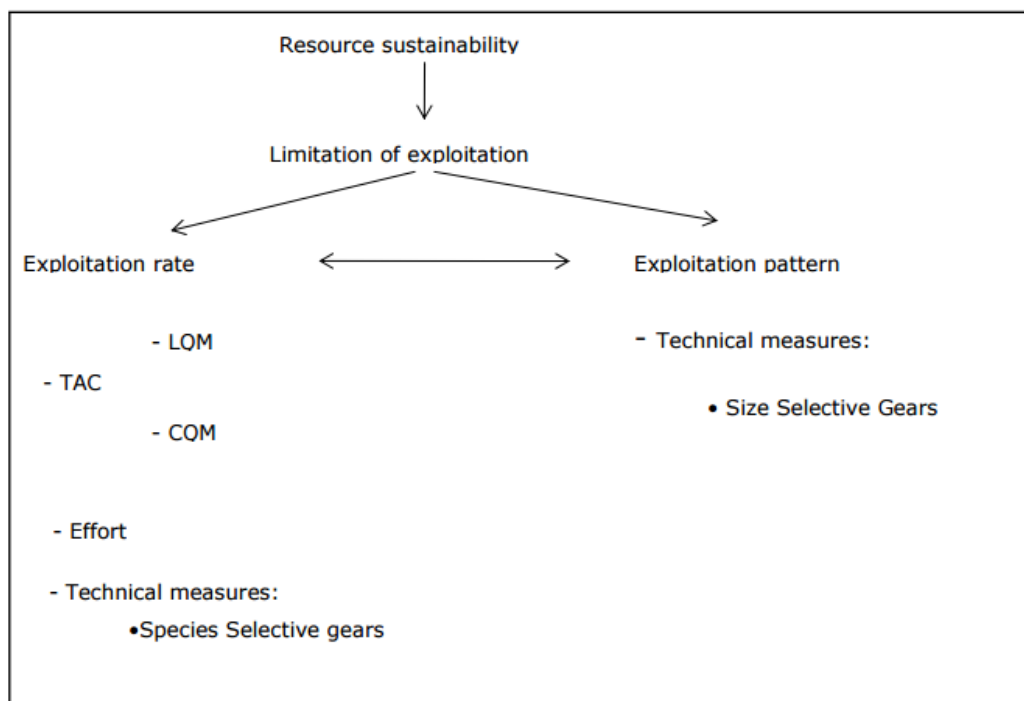 Resource sustainability
Limitation of exploitation
Exploitation rate
Exploitation pattern
- LQM
- Technical measures:
- TAC
• Size Selective Gears
- CQM
- Effort
- Technical measures:
•Species Selective gears